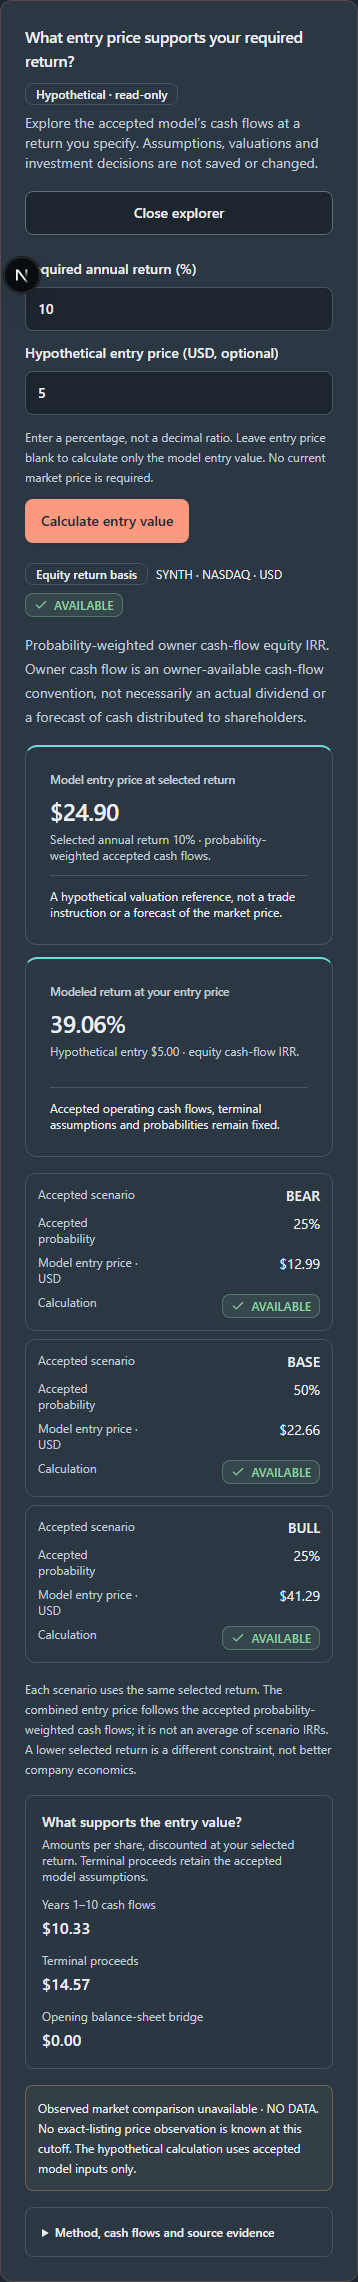 What entry price supports your required
return?
Hypothetical · read-only
Explore the accepted model's cash flows at a
return you specify. Assumptions, valuations and
investment decisions are not saved or changed.
Close explorer
N
quired annual return (%)
10
Hypothetical entry price (USD, optional)
5
Enter a percentage, not a decimal ratio. Leave entry price
blank to calculate only the model entry value. No current
market price is required.
Calculate entry value
Equity return basis SYNTH · NASDAQ · USD
✓ AVAILABLE
Probability-weighted owner cash-flow equity IRR.
Owner cash flow is an owner-available cash-flow
convention, not necessarily an actual dividend or
a forecast of cash distributed to shareholders.
Model entry price at selected return
$24.90
Selected annual return 10% · probability-
weighted accepted cash flows.
A hypothetical valuation reference, not a trade
instruction or a forecast of the market price.
Modeled return at your entry price
39.06%
Hypothetical entry $5.00 · equity cash-flow IRR.
Accepted operating cash flows, terminal
assumptions and probabilities remain fixed.
Accepted scenario BEAR
Accepted
probability 25%
Model entry price ·
USD $12.99
Calculation ✓ AVAILABLE
Accepted scenario BASE
Accepted
probability 50%
Model entry price ·
USD $22.66
Calculation ✓ AVAILABLE
Accepted scenario BULL
Accepted
probability 25%
Model entry price ·
USD $41.29
Calculation ✓ AVAILABLE
Each scenario uses the same selected return. The
combined entry price follows the accepted probability-
weighted cash flows; it is not an average of scenario IRRs.
A lower selected return is a different constraint, not better
company economics.
What supports the entry value?
Amounts per share, discounted at your selected
return. Terminal proceeds retain the accepted
model assumptions.
Years 1–10 cash flows
$10.33
Terminal proceeds
$14.57
Opening balance-sheet bridge
$0.00
Observed market comparison unavailable · NO DATA.
No exact-listing price observation is known at this
cutoff. The hypothetical calculation uses accepted
model inputs only.
▶ Method, cash flows and source evidence